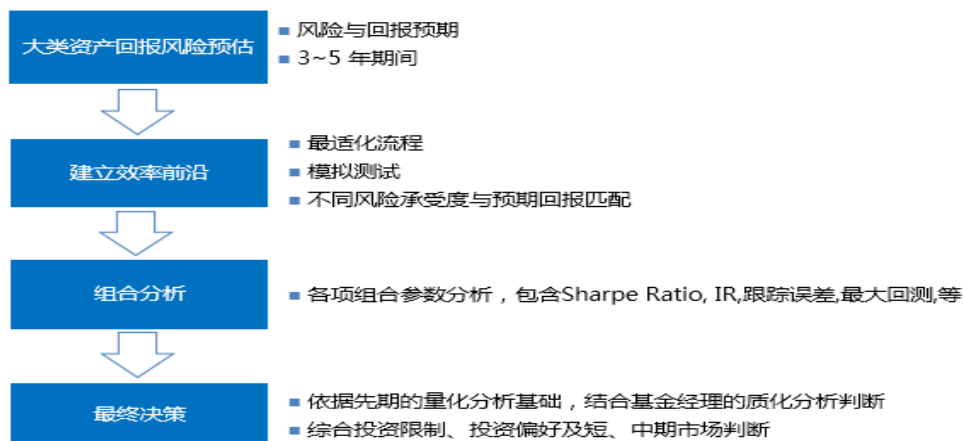 大类资产回报风险预估
■ 风险与回报预期
■ 3~5 年期间
建立效率前沿
■ 最适化流程
■ 模拟测试
■ 不同风险承受度与预期回报匹配
组合分析
■ 各项组合参数分析，包含Sharpe Ratio, IR,跟踪误差,最大回测,等
最终决策
■ 依据先期的量化分析基础，结合基金经理的质化分析判断
■ 综合投资限制、投资偏好及短、中期市场判断